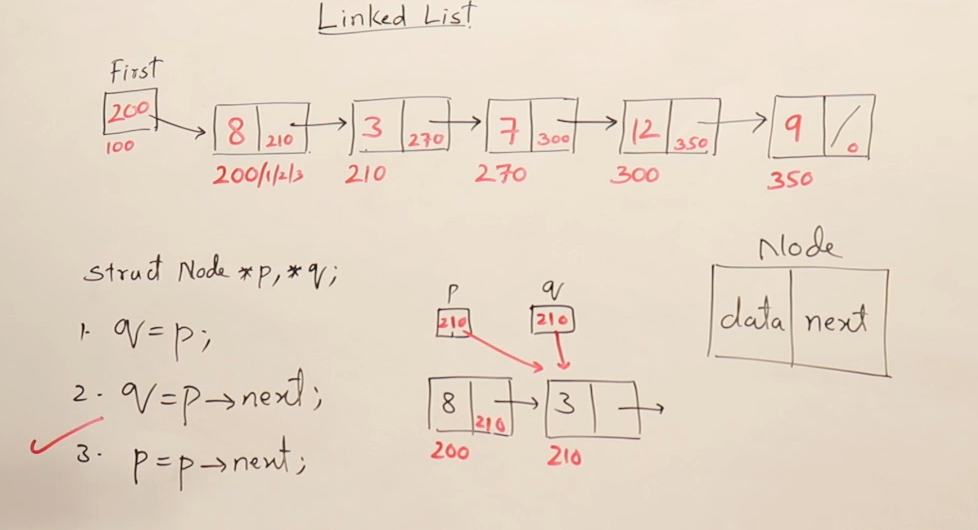 Linked List
First
200
100
8 210
200/1/2/3
3 270
210
7 300
270
12 350
300
9 /.
350
struct Node *p,*q;
1. q=p;
2. q=p→next;
3. p=p→next;
p
210
q
210
8 210
200
3
210
Node
data next